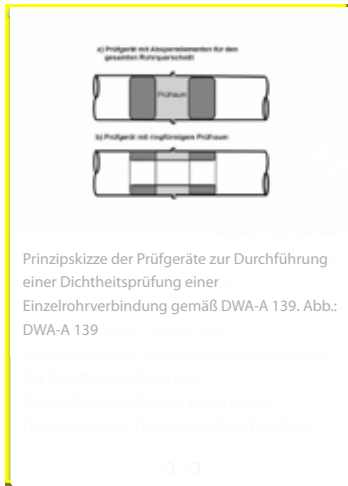 a) Prüfgerät mit Absperrelementen für den
gesamten Rohrquerschnitt
Prüfraum
b) Prüfgerät mit ringförmigem Prüfraum
Prinzipskizze der Prüfgeräte zur Durchführung
einer Dichtheitsprüfung einer
Einzelrohrverbindung gemäß DWA-A 139. Abb.:
DWA-A 139